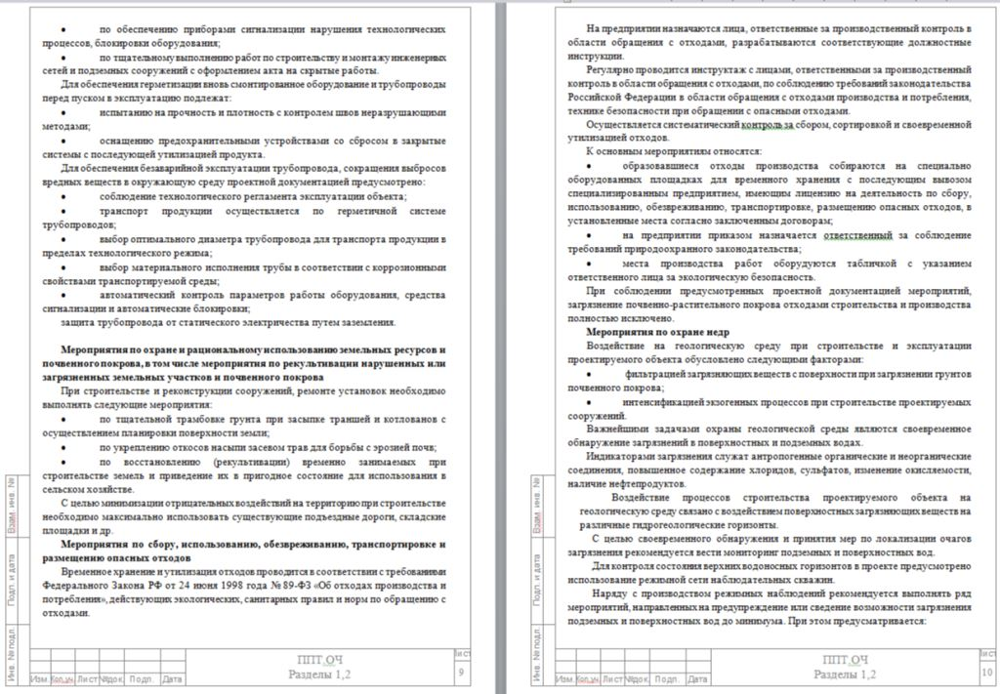 • по обеспечению приборами сигнализации нарушения технологических
процессов, блокировки оборудования;
• по тщательному выполнению работ по строительству и монтажу инженерных
сетей и подземных сооружений с оформлением акта на скрытые работы.
Для обеспечения герметизации вновь смонтированное оборудование и трубопроводы
перед пуском в эксплуатацию подлежат:
• испытанию на прочность и плотность с контролем швов неразрушающими
методами;
• оснащению предохранительными устройствами со сбросом в закрытые
системы с последующей утилизацией продукта.
Для обеспечения безаварийной эксплуатации трубопровода, сокращения выбросов
вредных веществ в окружающую среду проектной документацией предусмотрено:
• соблюдение технологического регламента эксплуатации объекта;
• транспорт продукции осуществляется по герметичной системе
трубопроводов;
• выбор оптимального диаметра трубопровода для транспорта продукции в
пределах технологического режима;
• выбор материального исполнения трубы в соответствии с коррозионными
свойствами транспортируемой среды;
• автоматический контроль параметров работы оборудования, средства
сигнализации и автоматические блокировки;
защита трубопровода от статического электричества путем заземления.
Мероприятия по охране и рациональному использованию земельных ресурсов и
почвенного покрова, в том числе мероприятия по рекультивации нарушенных или
загрязненных земельных участков и почвенного покрова
При строительстве и реконструкции сооружений, ремонте установок необходимо
выполнять следующие мероприятия:
• по тщательной трамбовке грунта при засыпке траншей и котлованов с
осуществлением планировки поверхности земли;
• по укреплению откосов насыпи засевом трав для борьбы с эрозией почв;
• по восстановлению (рекультивации) временно занимаемых при
строительстве земель и приведение их в пригодное состояние для использования в
сельском хозяйстве.
С целью минимизации отрицательных воздействий на территорию при строительстве
необходимо максимально использовать существующие подъездные дороги, складские
площадки и др.
Мероприятия по сбору, использованию, обезвреживанию, транспортировке и
размещению опасных отходов
Временное хранение и утилизация отходов проводится в соответствии с требованиями
Федерального Закона РФ от 24 июня 1998 года № 89-ФЗ «Об отходах производства и
потребления», действующих экологических, санитарных правил и норм по обращению с
отходами.
Взам. инв. №
Подп. и дата
Инв. № подл.
Изм. Кол.уч. Лист №док. Подп. Дата
ППТ.ОЧ
Разделы 1,2
Лист
9
На предприятии назначаются лица, ответственные за производственный контроль в
области обращения с отходами, разрабатываются соответствующие должностные
инструкции.
Регулярно проводится инструктаж с лицами, ответственными за производственный
контроль в области обращения с отходами, по соблюдению требований законодательства
Российской Федерации в области обращения с отходами производства и потребления,
технике безопасности при обращении с опасными отходами.
Осуществляется систематический контроль за сбором, сортировкой и своевременной
утилизацией отходов.
К основным мероприятиям относятся:
• образовавшиеся отходы производства собираются на специально
оборудованных площадках для временного хранения с последующим вывозом
специализированным предприятием, имеющим лицензию на деятельность по сбору,
использованию, обезвреживанию, транспортировке, размещению опасных отходов, в
установленные места согласно заключенным договорам;
• на предприятии приказом назначается ответственный за соблюдение
требований природоохранного законодательства;
• места производства работ оборудуются табличкой с указанием
ответственного лица за экологическую безопасность.
При соблюдении предусмотренных проектной документацией мероприятий,
загрязнение почвенно-растительного покрова отходами строительства и производства
полностью исключено.
Мероприятия по охране недр
Воздействие на геологическую среду при строительстве и эксплуатации
проектируемого объекта обусловлено следующими факторами:
• фильтрацией загрязняющих веществ с поверхности при загрязнении грунтов
почвенного покрова;
• интенсификацией экзогенных процессов при строительстве проектируемых
сооружений.
Важнейшими задачами охраны геологической среды являются своевременное
обнаружение загрязнений в поверхностных и подземных водах.
Индикаторами загрязнения служат антропогенные органические и неорганические
соединения, повышенное содержание хлоридов, сульфатов, изменение окисляемости,
наличие нефтепродуктов.
Воздействие процессов строительства проектируемого объекта на
геологическую среду связано с воздействием поверхностных загрязняющих веществ на
различные гидрогеологические горизонты.
С целью своевременного обнаружения и принятия мер по локализации очагов
загрязнения рекомендуется вести мониторинг подземных и поверхностных вод.
Для контроля состояния верхних водоносных горизонтов в проекте предусмотрено
использование режимной сети наблюдательных скважин.
Наряду с производством режимных наблюдений рекомендуется выполнять ряд
мероприятий, направленных на предупреждение или сведение возможности загрязнения
подземных и поверхностных вод до минимума. При этом предусматривается:
Взам. инв. №
Подп. и дата
Инв. № подл.
Изм. Кол.уч. Лист №док. Подп. Дата
ППТ.ОЧ
Разделы 1,2
Лист
10